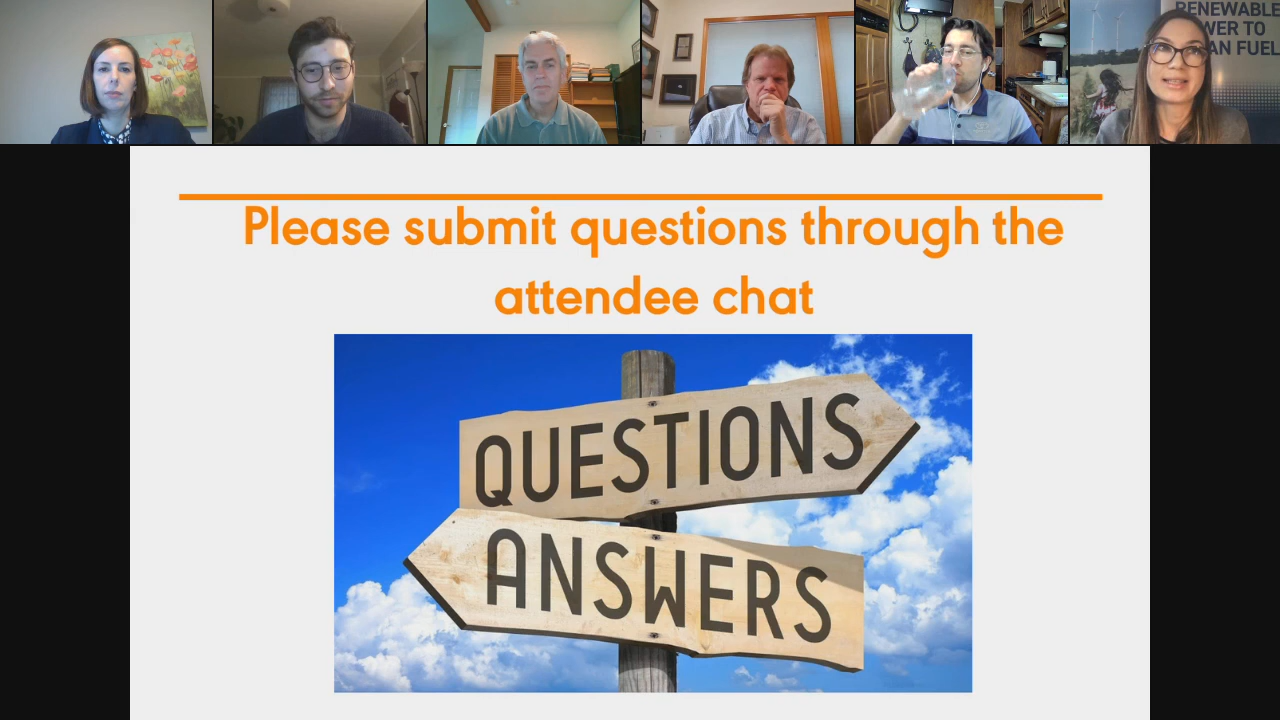 RENEWABLE
WER TO
AN FUEL
Please submit questions through the
attendee chat
QUESTIONS
ANSWERS